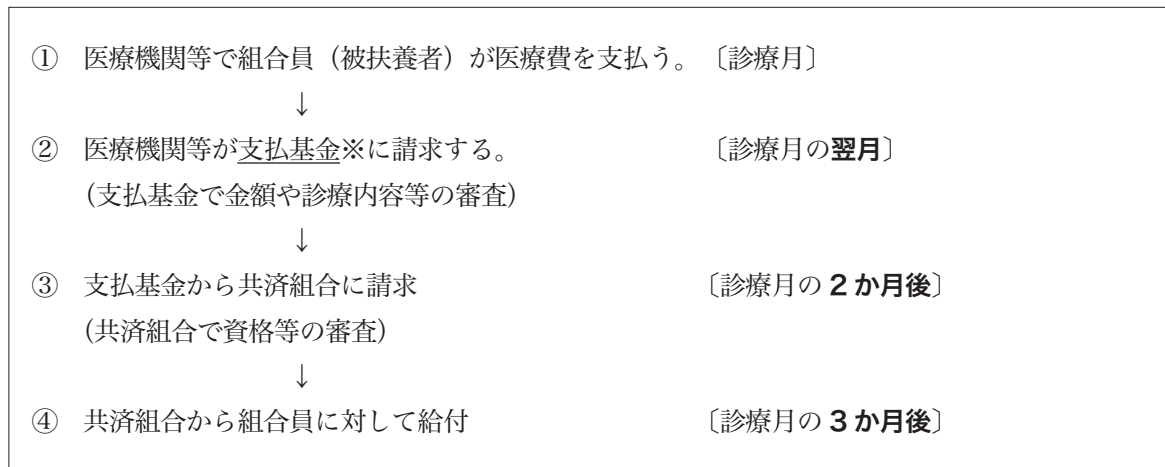 ① 医療機関等で組合員（被扶養者）が医療費を支払う。〔診療月〕
↓
② 医療機関等が支払基金※に請求する。 〔診療月の翌月〕
（支払基金で金額や診療内容等の審査）
↓
③ 支払基金から共済組合に請求 〔診療月の２か月後〕
（共済組合で資格等の審査）
↓
④ 共済組合から組合員に対して給付 〔診療月の３か月後〕